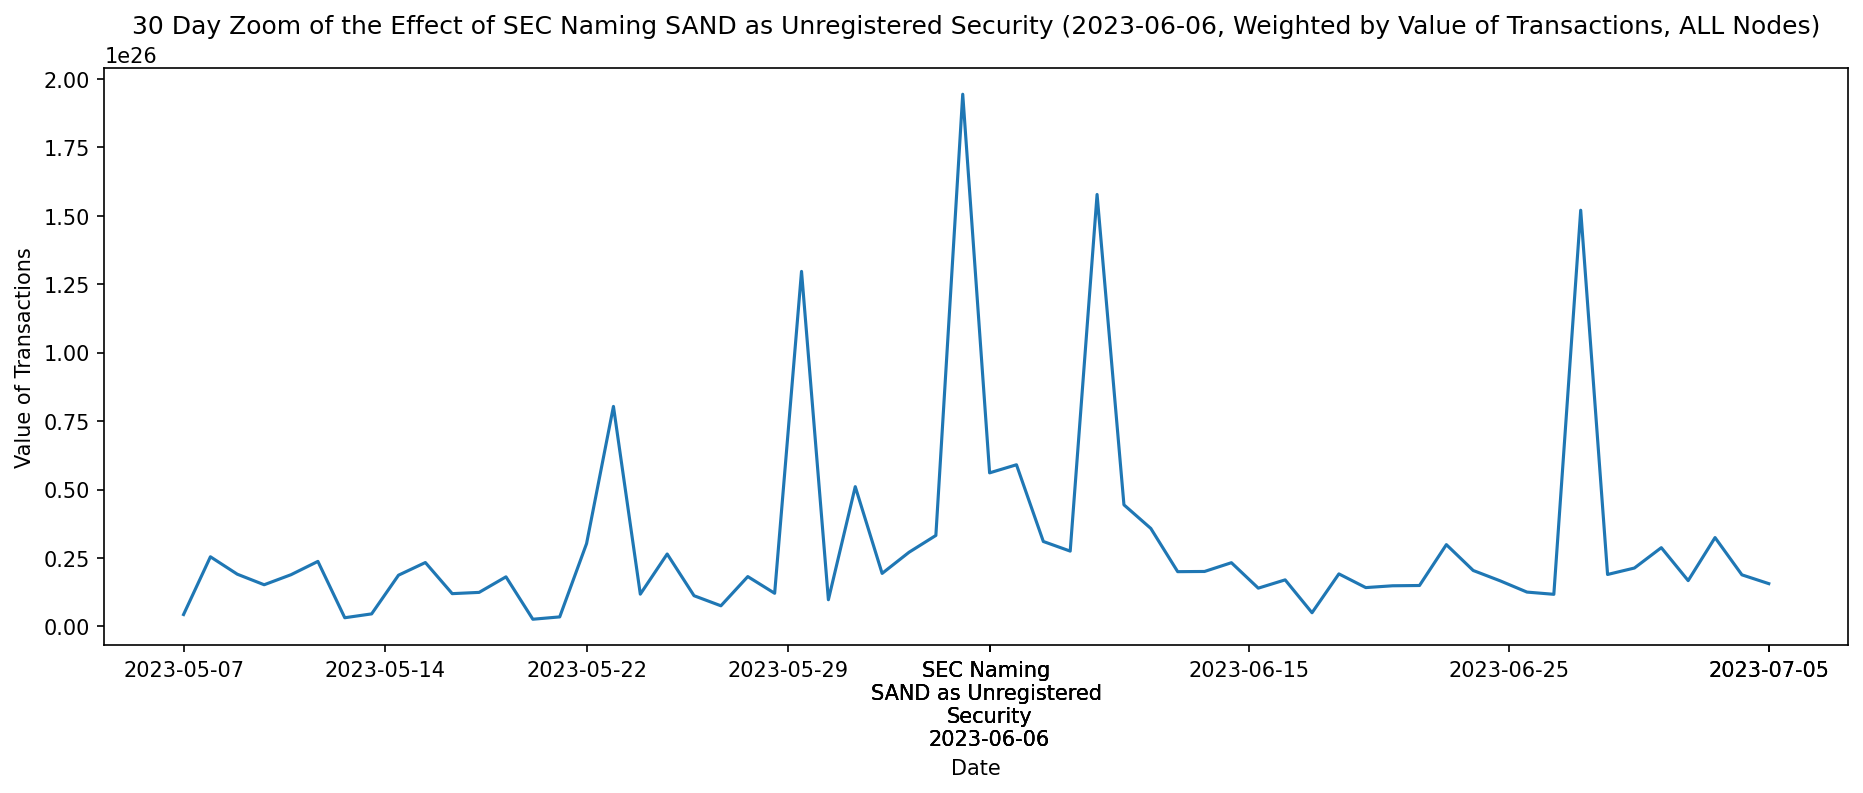 30 Day Zoom of the Effect of SEC Naming SAND as Unregistered Security (2023-06-06, Weighted by Value of Transactions, ALL Nodes)
1e26
2.00
1.75
1.50
1.25
1.00
0.75
0.50
0.25
0.00
Value of Transactions
2023-05-07 2023-05-14 2023-05-22 2023-05-29 SEC Naming 2023-06-15 2023-06-25 2023-07-05
SAND as Unregistered
Security
2023-06-06
Date